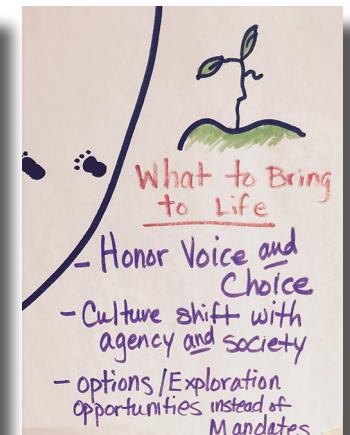 What to Bring
to Life
- Honor Voice and
Choice
- Culture shift with
agency and society
- options/Exploration
opportunities instead of
Mandates